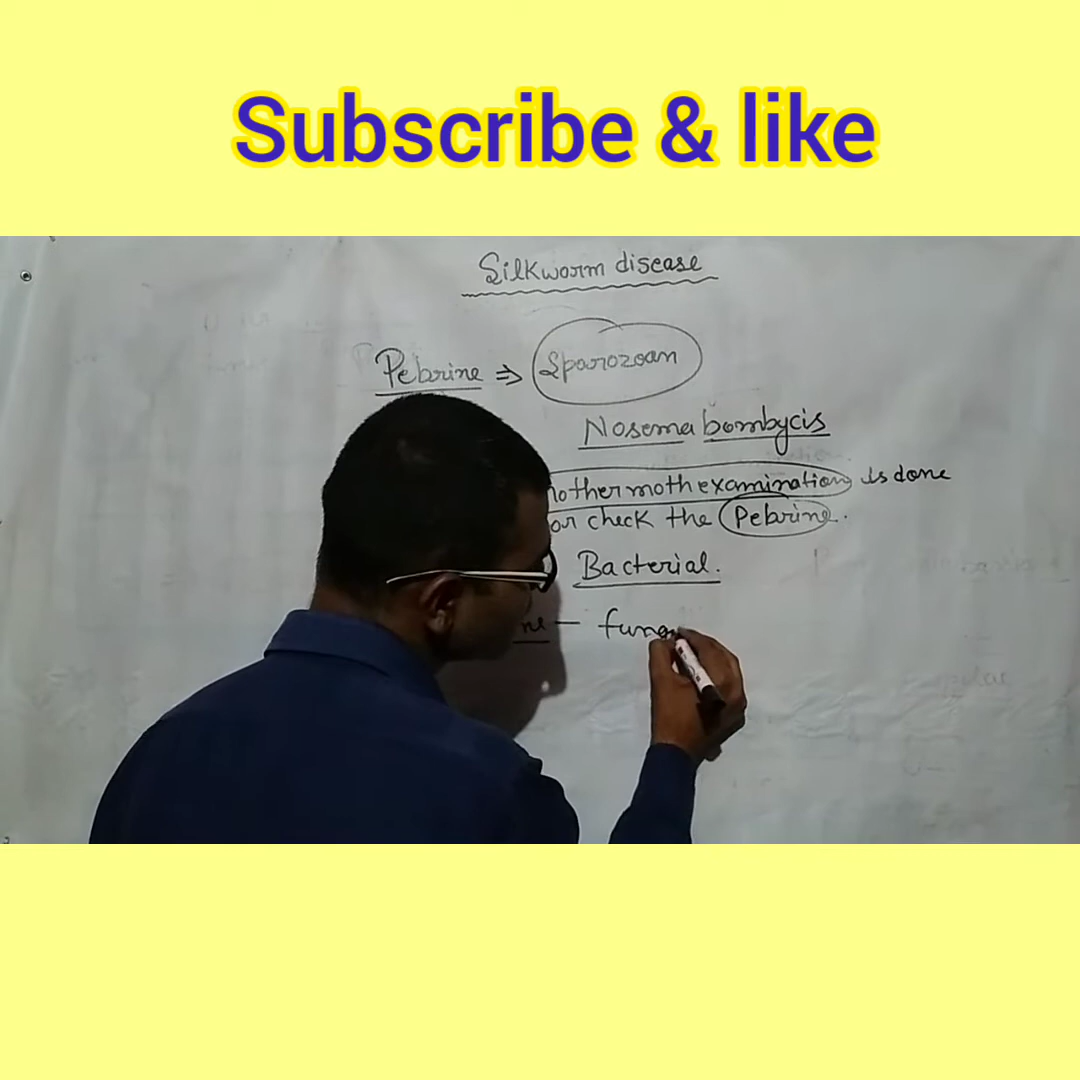 Subscribe & like
Silkworm disease
Pebrine ⇒ Sporozoan
Nosema bombycis
mother moth examination is done
or check the Pebrine.
Bacterial.
ne — fung